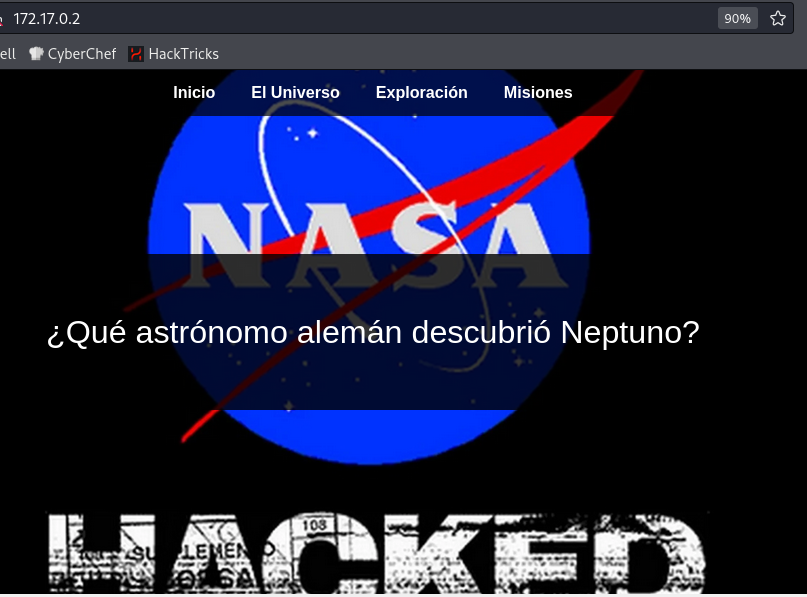 172.17.0.2
90%
ell CyberChef HackTricks
Inicio El Universo Exploración Misiones
NASA
¿Qué astrónomo alemán descubrió Neptuno?
HACKED
108